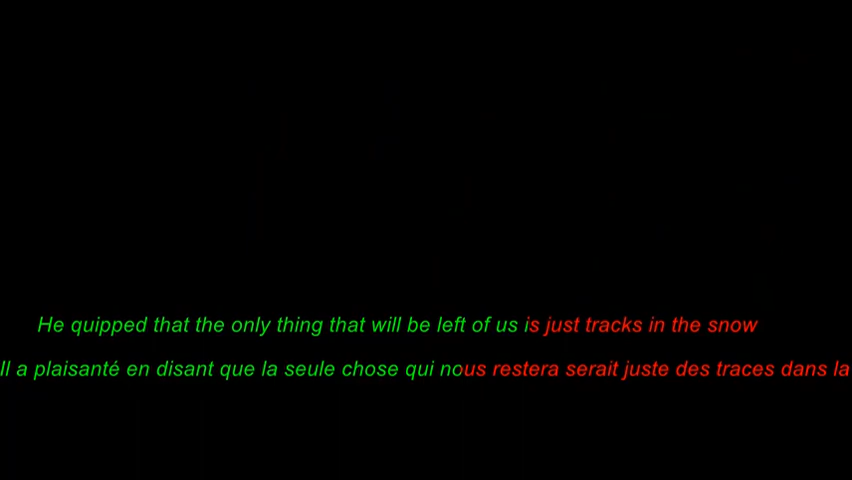 He quipped that the only thing that will be left of us is just tracks in the snow
Il a plaisanté en disant que la seule chose qui nous restera serait juste des traces dans la